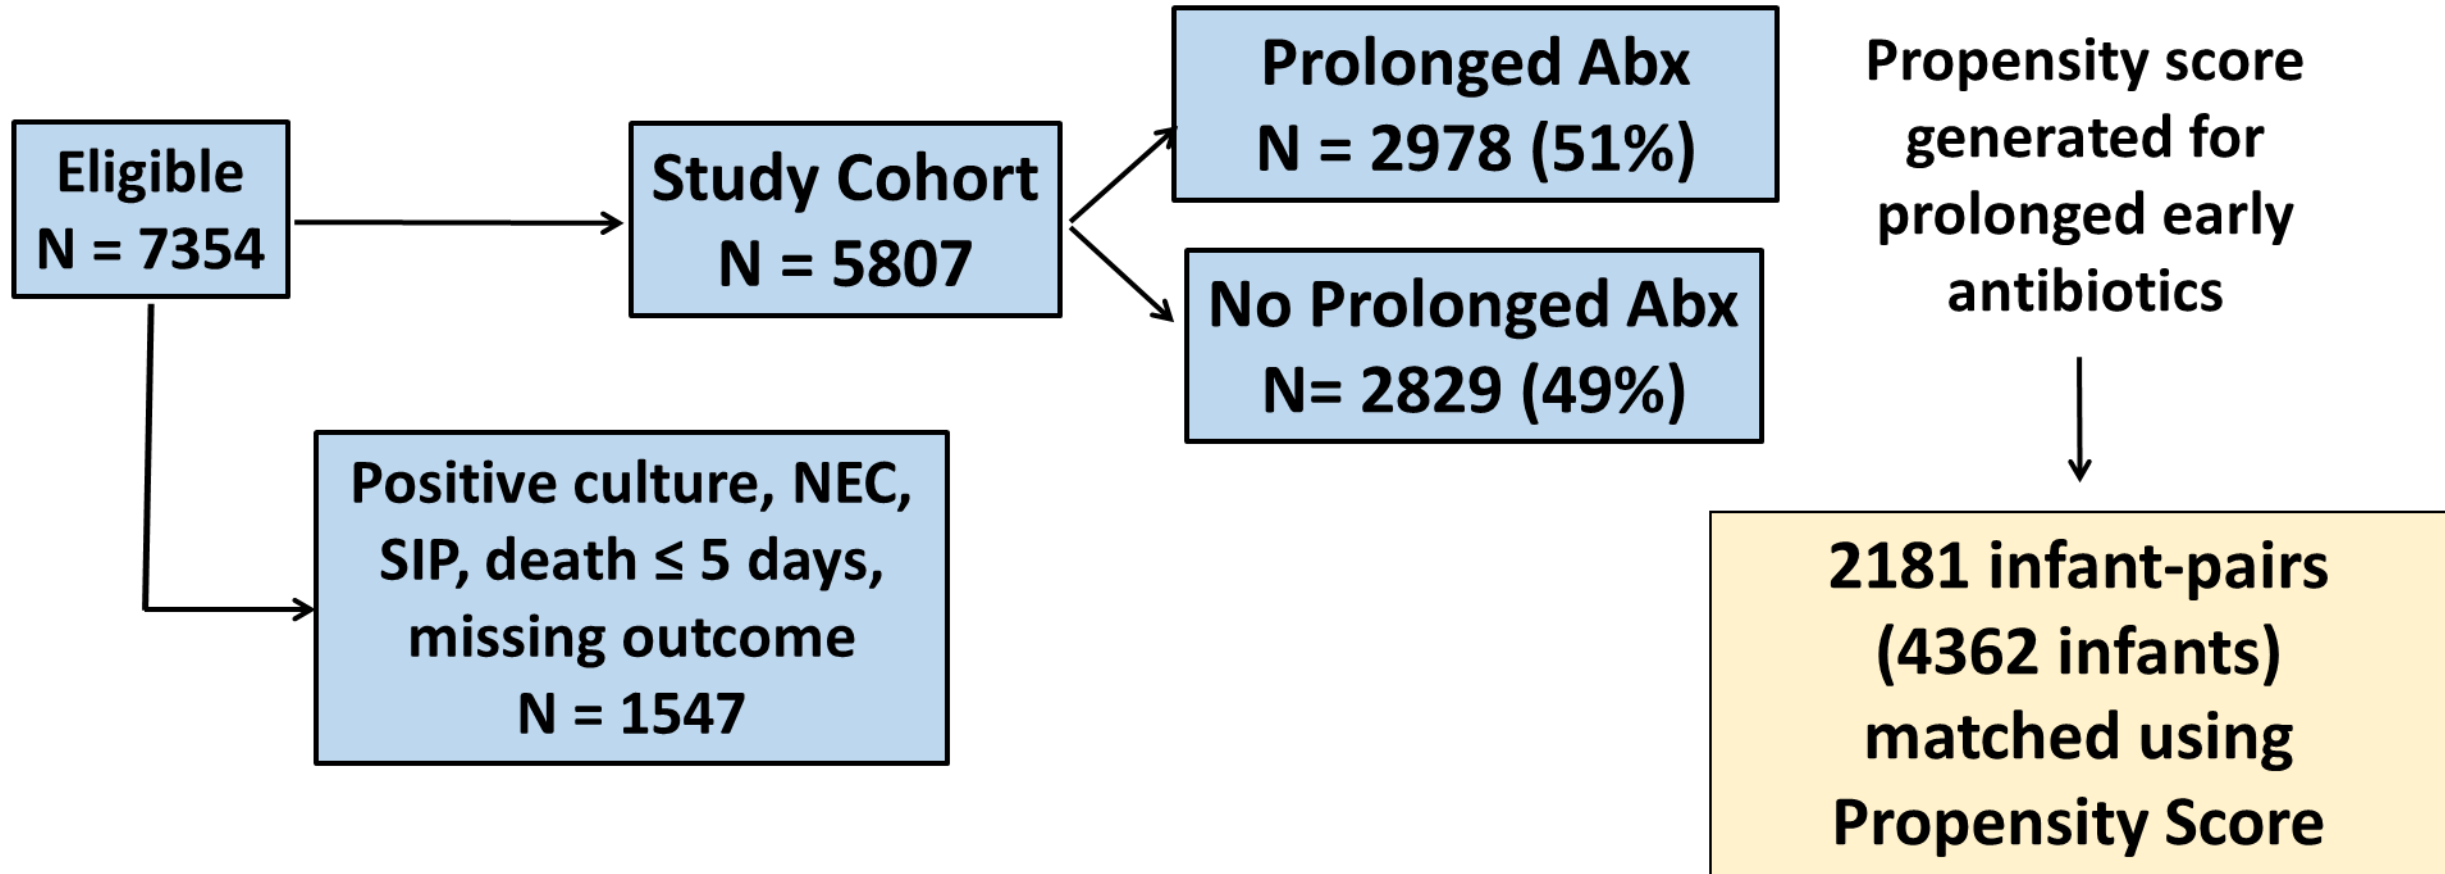 Eligible
N = 7354
Study Cohort
N = 5807
Prolonged Abx
N = 2978 (51%)
No Prolonged Abx
N= 2829 (49%)
Positive culture, NEC,
SIP, death ≤ 5 days,
missing outcome
N = 1547
Propensity score
generated for
prolonged early
antibiotics
2181 infant-pairs
(4362 infants)
matched using
Propensity Score